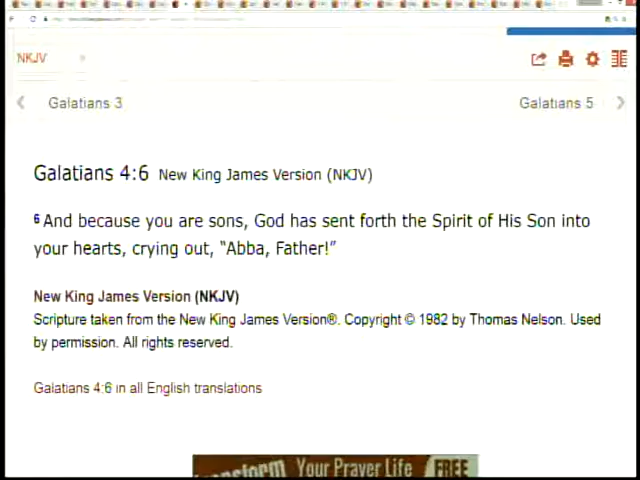 NKJV
Galatians 3
Galatians 5
Galatians 4:6 New King James Version (NKJV)
6 And because you are sons, God has sent forth the Spirit of His Son into
your hearts, crying out, “Abba, Father!”
New King James Version (NKJV)
Scripture taken from the New King James Version®. Copyright © 1982 by Thomas Nelson. Used
by permission. All rights reserved.
Galatians 4:6 in all English translations
Transform Your Prayer Life FREE